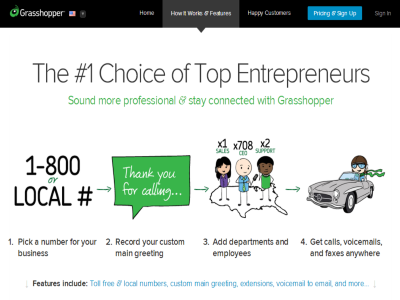 Grasshopper
Home
How It Works & Features
Happy Customers
Pricing & Sign Up
Sign In
The #1 Choice of Top Entrepreneurs
Sound more professional & stay connected with Grasshopper
1-800
or
LOCAL #
Thank you
for calling...
x1
SALES
x708
CEO
x2
SUPPORT
1. Pick a number for your
business
2. Record your custom
main greeting
3. Add departments and
employees
4. Get calls, voicemails,
and faxes anywhere
Features include: Toll free & local numbers, custom main greeting, extensions, voicemail to email, and more...